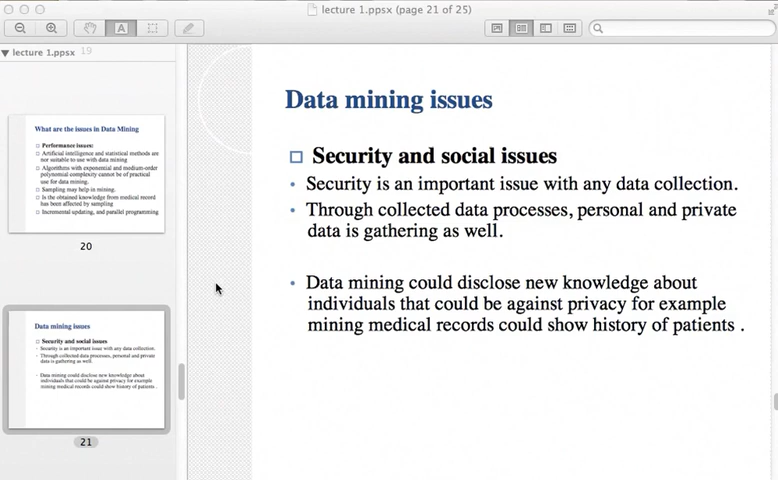 lecture 1.ppsx (page 21 of 25)
lecture 1.ppsx 19
What are the issues in Data Mining
Performance issues:
Artificial intelligence and statistical methods are
nor suitable to use with data mining
Algorithms with exponential and medium-order
polynomial complexity cannot be of practical
use for data mining.
Sampling may help in mining.
Is the obtained knowledge from medical record
has been affected by sampling
Incremental updating, and parallel programming
20
Data mining issues
Security and social issues
Security is an important issue with any data collection.
Through collected data processes, personal and private
data is gathering as well.
Data mining could disclose new knowledge about
individuals that could be against privacy for example
mining medical records could show history of patients .
21
Data mining issues
Security and social issues
• Security is an important issue with any data collection.
• Through collected data processes, personal and private
data is gathering as well.
• Data mining could disclose new knowledge about
individuals that could be against privacy for example
mining medical records could show history of patients .